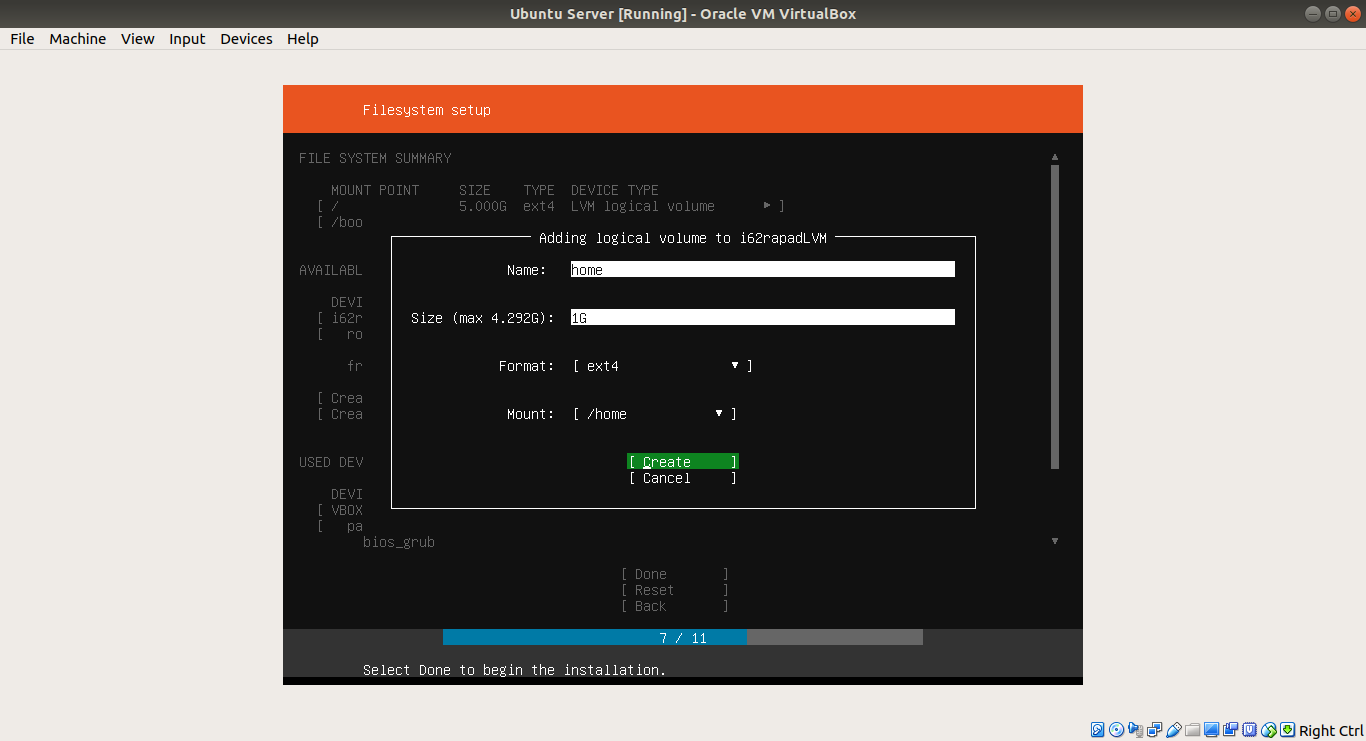 Ubuntu Server [Running] - Oracle VM VirtualBox
File Machine View Input Devices Help
Filesystem setup
FILE SYSTEM SUMMARY
MOUNT POINT SIZE TYPE DEVICE TYPE
[ / 5.000G ext4 LVM logical volume ▸ ]
[ /boo
Adding logical volume to i62rapadLVM
AVAILABL
Name: home
DEVI
[ i62r
Size (max 4.292G): 1G
[ ro
fr
Format: [ ext4 ▾ ]
[ Crea
[ Crea
Mount: [ /home ▾ ]
USED DEV
[ Create ]
[ Cancel ]
DEVI
[ VBOX
[ pa
bios_grub
[ Done ]
[ Reset ]
[ Back ]
7 / 11
Select Done to begin the installation.
Right Ctrl